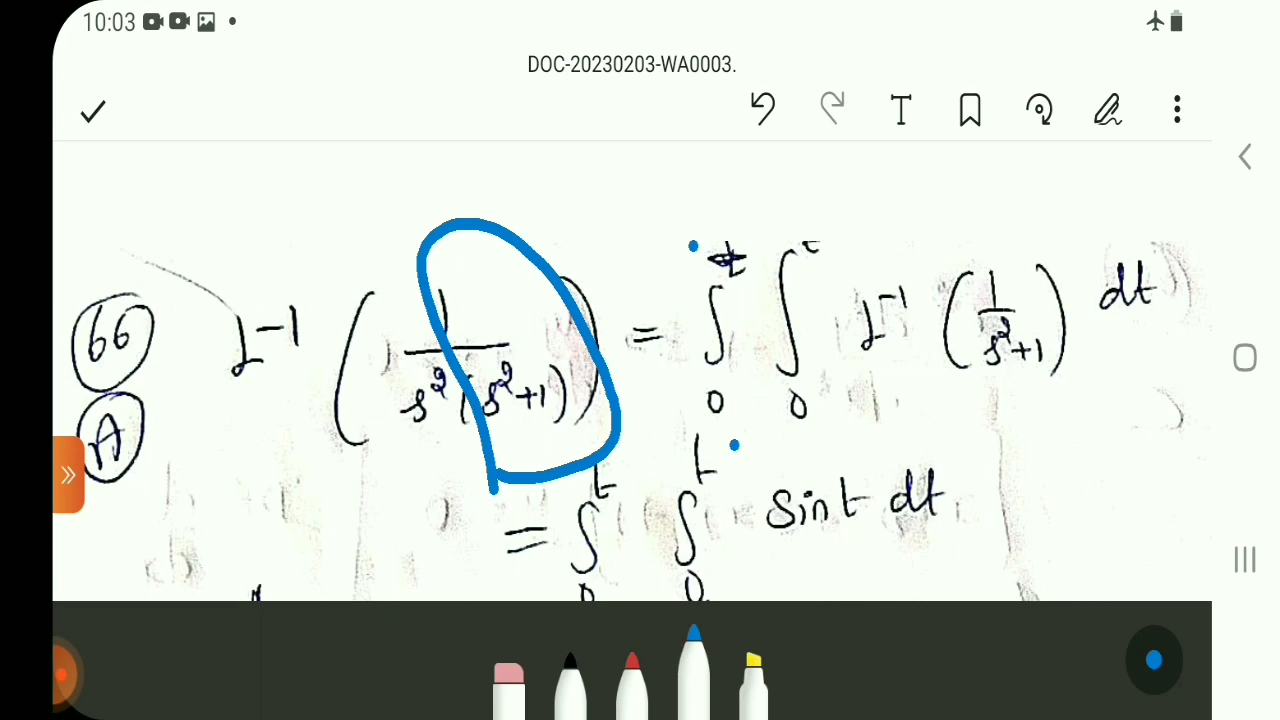 10:03
DOC-20230203-WA0003.
T
66 L⁻¹ (1/s²(s²+1)) = ∫₀ᵗ ∫₀ᵗ L⁻¹ (1/s²+1) dt
A
= ∫₀ᵗ ∫₀ᵗ sint dt